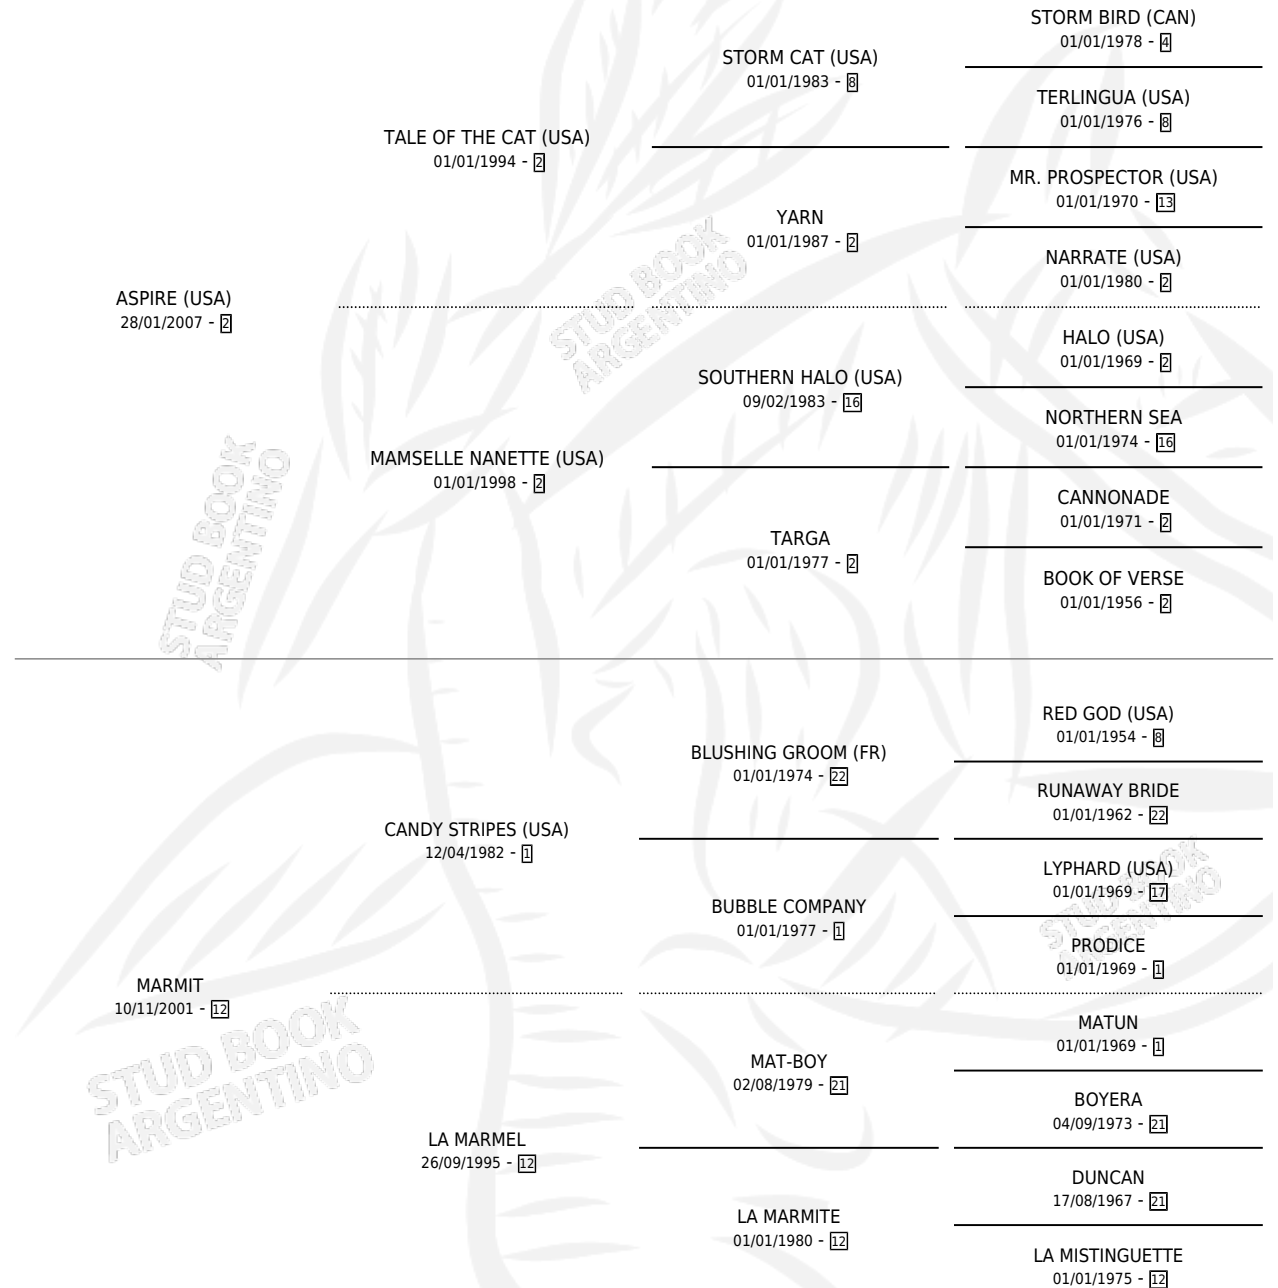 STORM BIRD (CAN)
01/01/1978 - 4
STORM CAT (USA)
01/01/1983 - 8
TERLINGUA (USA)
01/01/1976 - 8
TALE OF THE CAT (USA)
01/01/1994 - 2
MR. PROSPECTOR (USA)
01/01/1970 - 13
YARN
01/01/1987 - 2
NARRATE (USA)
01/01/1980 - 2
ASPIRE (USA)
28/01/2007 - 2
STUD BOOK
ARGENTINO
HALO (USA)
01/01/1969 - 2
SOUTHERN HALO (USA)
09/02/1983 - 16
NORTHERN SEA
01/01/1974 - 16
MAMSELLE NANETTE (USA)
01/01/1998 - 2
CANNONADE
01/01/1971 - 2
TARGA
01/01/1977 - 2
BOOK OF VERSE
01/01/1956 - 2
STUD BOOK
ARGENTINO
RED GOD (USA)
01/01/1954 - 8
BLUSHING GROOM (FR)
01/01/1974 - 22
RUNAWAY BRIDE
01/01/1962 - 22
CANDY STRIPES (USA)
12/04/1982 - 1
LYPHARD (USA)
01/01/1969 - 17
STUD BOOK
ARGENTINO
BUBBLE COMPANY
01/01/1977 - 1
PRODICE
01/01/1969 - 1
MARMIT
10/11/2001 - 12
STUD BOOK
ARGENTINO
MATUN
01/01/1969 - 1
MAT-BOY
02/08/1979 - 21
BOYERA
04/09/1973 - 21
LA MARMEL
26/09/1995 - 12
DUNCAN
17/08/1967 - 21
LA MARMITE
01/01/1980 - 12
LA MISTINGUETTE
01/01/1975 - 12